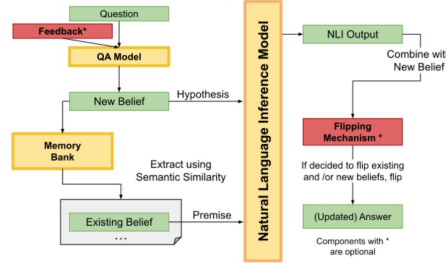 Question
Feedback*
QA Model
New Belief
Hypothesis
Memory
Bank
Extract using
Semantic Similarity
Existing Belief
...
Premise
Natural Language Inference Model
NLI Output
Combine with
New Belief
Flipping
Mechanism *
If decided to flip existing
and /or new beliefs, flip
(Updated) Answer
Components with *
are optional